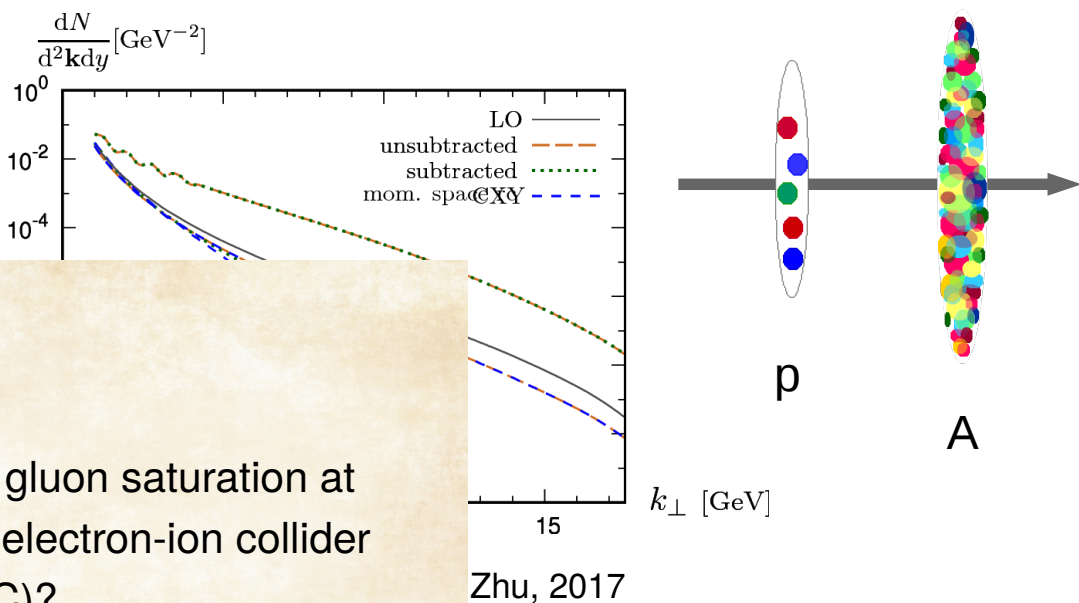 dN
d²kdy [GeV⁻²]
10⁰
LO
unsubtracted
10⁻²
subtracted
mom. space CXY
10⁻⁴
p
A
gluon saturation at
k⊥ [GeV]
15
electron-ion collider
C)?
Zhu, 2017